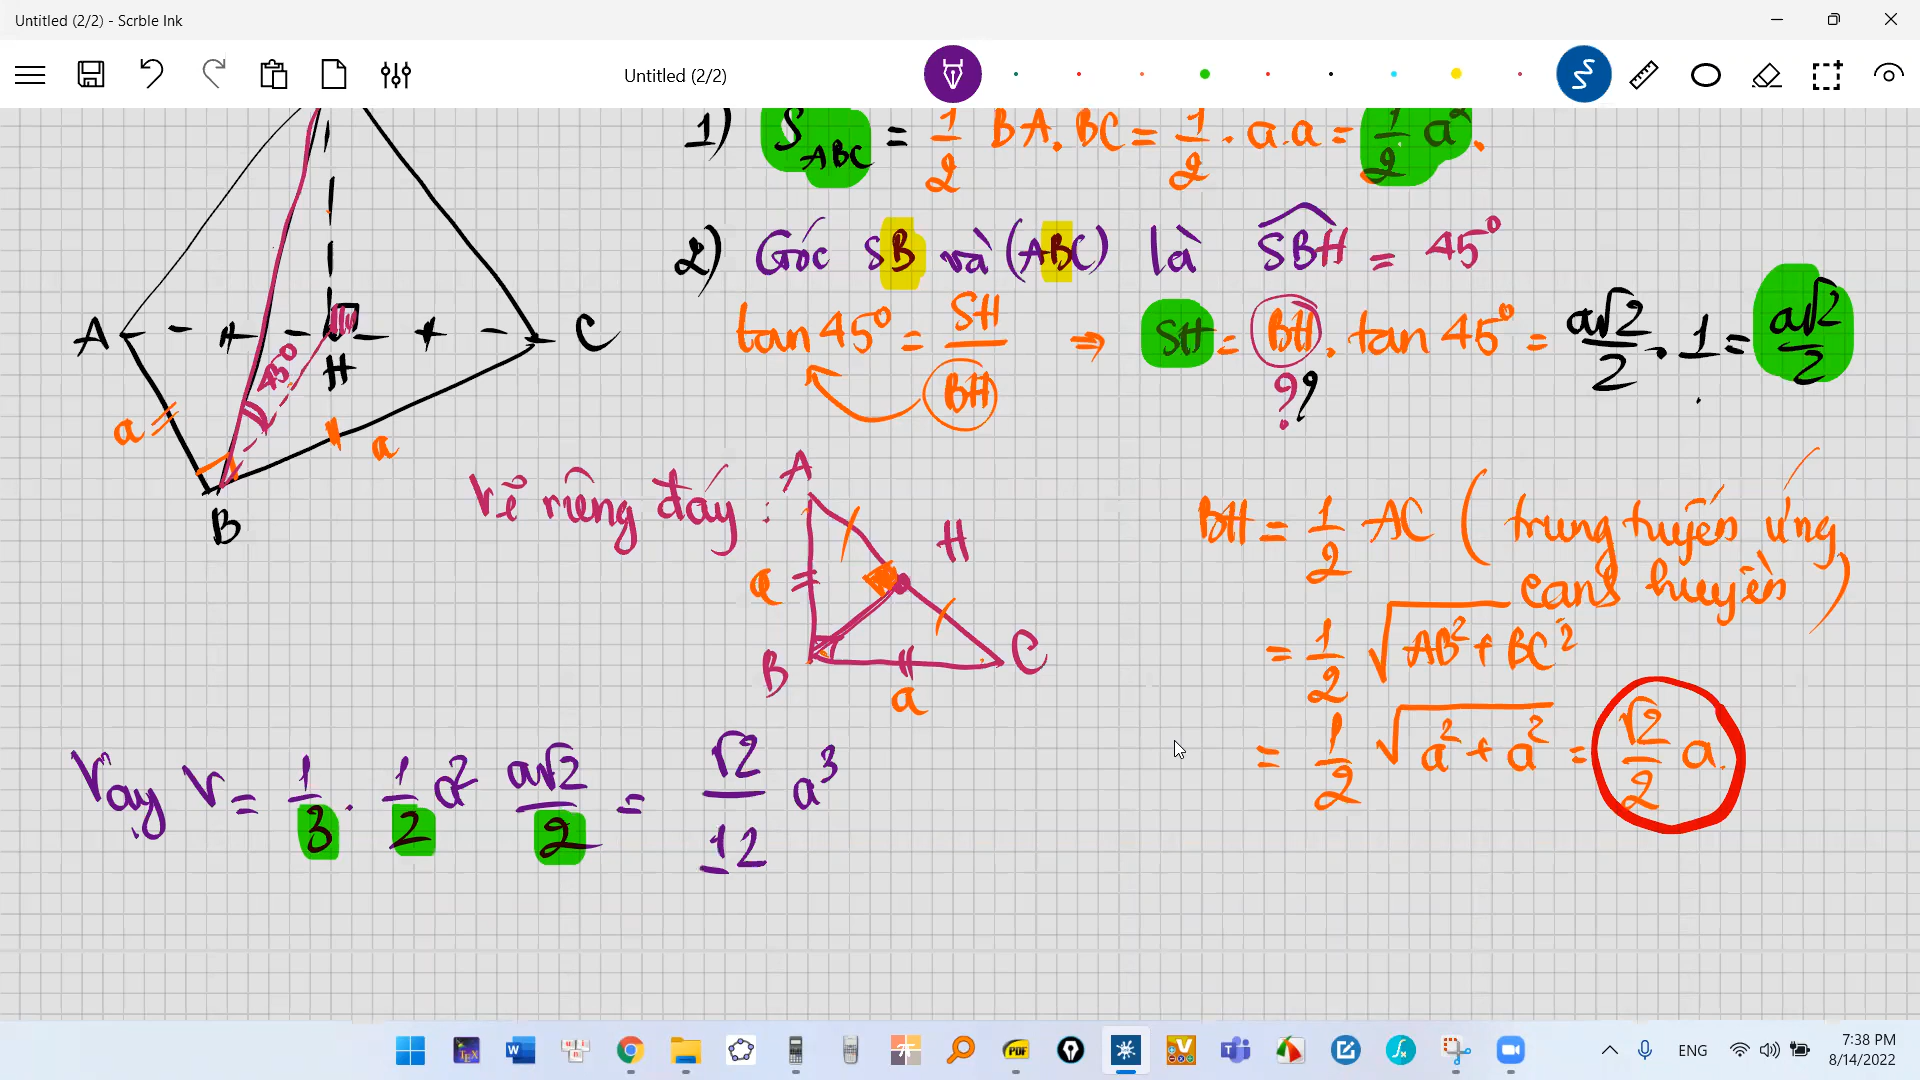 Untitled (2/2) - Scrble Ink
Untitled (2/2)
1) S_ABC = 1/2 BA.BC = 1/2 . a.a = 1/2 a².
2) Góc SB và (ABC) là SBH = 45°
tan 45° = SH/BH ⇒ SH = BH . tan 45° = a√2/2 . 1 = a√2/2
??
A
H
C
45°
a
a
B
Vẽ riêng đáy :
A
H
a
B
C
a
BH = 1/2 AC (trung tuyến ứng
cạnh huyền)
= 1/2 √AB² + BC²
= 1/2 √a² + a² = √2/2 a.
Vậy V = 1/3 . 1/2 a² a√2/2 = √2/12 a³
ENG
7:38 PM
8/14/2022